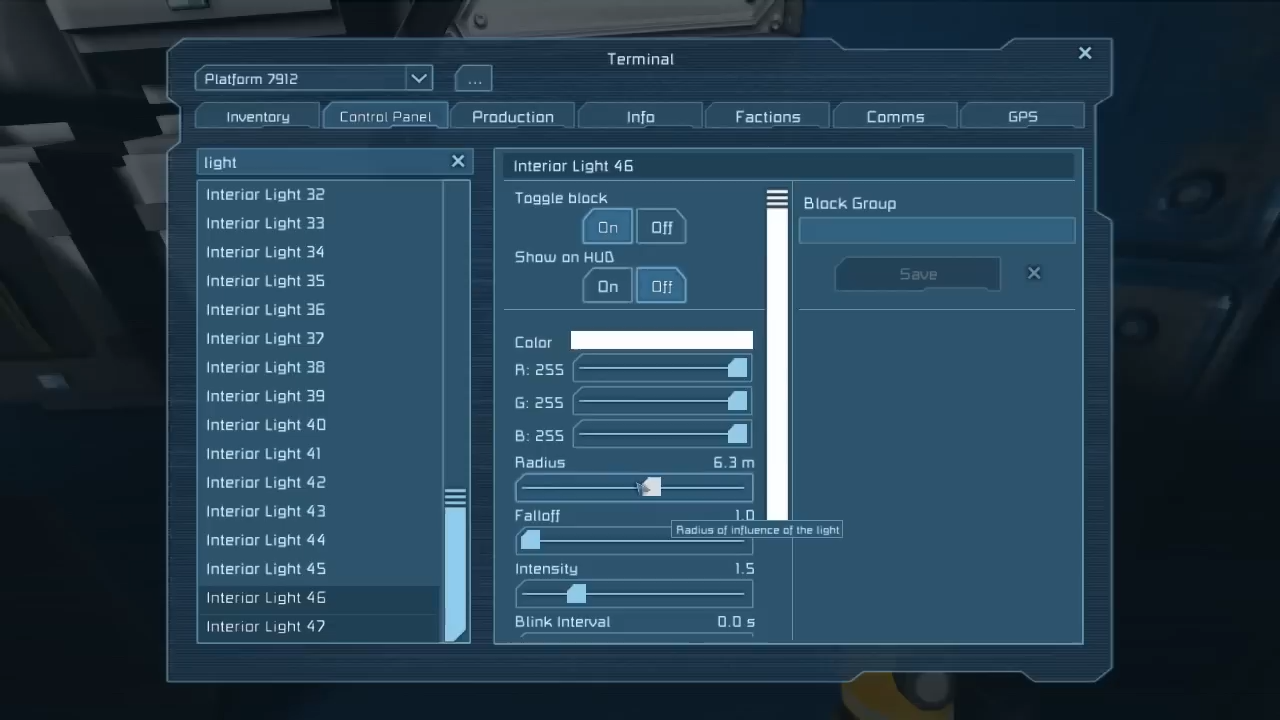 Terminal
Platform 7912
...
Inventory
Control Panel
Production
Info
Factions
Comms
GPS
light
Interior Light 32
Interior Light 33
Interior Light 34
Interior Light 35
Interior Light 36
Interior Light 37
Interior Light 38
Interior Light 39
Interior Light 40
Interior Light 41
Interior Light 42
Interior Light 43
Interior Light 44
Interior Light 45
Interior Light 46
Interior Light 47
Interior Light 46
Toggle block
On Off
Show on HUD
On Off
Color
R: 255
G: 255
B: 255
Radius 6.3 m
Falloff 1.0
Radius of influence of the light
Intensity 1.5
Blink Interval 0.0 s
Block Group
Save